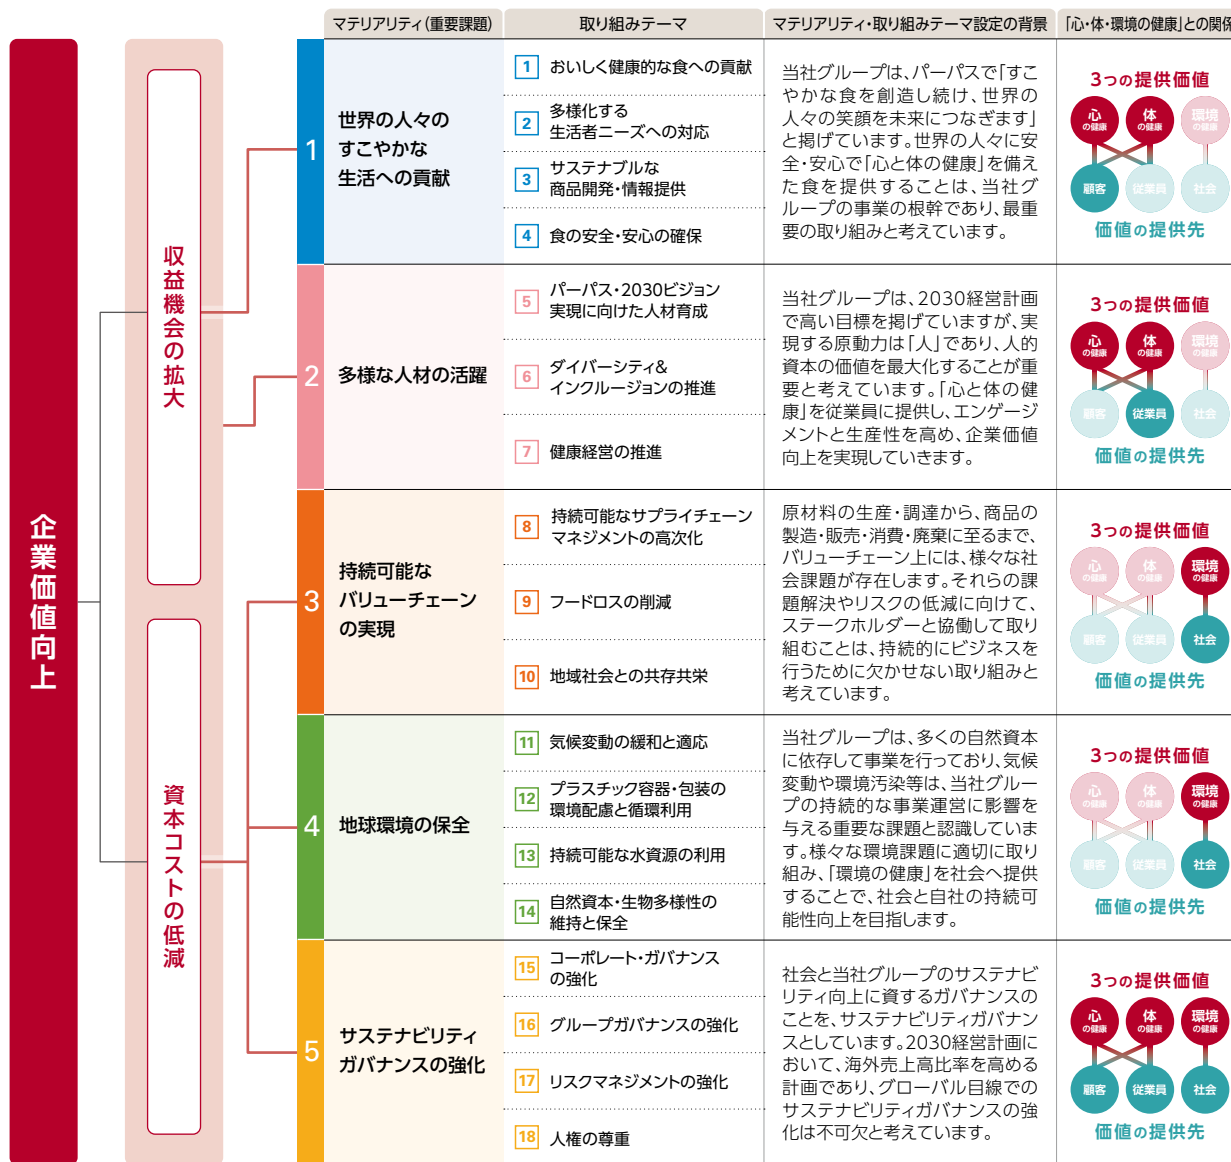 マテリアリティ(重要課題)
取り組みテーマ
マテリアリティ・取り組みテーマ設定の背景
「心・体・環境の健康」との関係
企業価値向上
収益機会の拡大
資本コストの低減
1
世界の人々の
すこやかな
生活への貢献
1 おいしく健康的な食への貢献
2 多様化する
生活者ニーズへの対応
3 サステナブルな
商品開発・情報提供
4 食の安全・安心の確保
当社グループは、パーパスで「すこ
やかな食を創造し続け、世界の
人々の笑顔を未来につなぎます」
と掲げています。世界の人々に安
全・安心で「心と体の健康」を備え
た食を提供することは、当社グ
ループの事業の根幹であり、最重
要の取り組みと考えています。
3つの提供価値
心の健康 体の健康 環境の健康
顧客 従業員 社会
価値の提供先
2
多様な人材の活躍
5 パーパス・2030ビジョン
実現に向けた人材育成
6 ダイバーシティ&
インクルージョンの推進
7 健康経営の推進
当社グループは、2030経営計画
で高い目標を掲げていますが、実
現する原動力は「人」であり、人的
資本の価値を最大化することが重
要と考えています。「心と体の健
康」を従業員に提供し、エンゲージ
メントと生産性を高め、企業価値
向上を実現していきます。
3つの提供価値
心の健康 体の健康 環境の健康
顧客 従業員 社会
価値の提供先
3
持続可能な
バリューチェーン
の実現
8 持続可能なサプライチェーン
マネジメントの高次化
9 フードロスの削減
10 地域社会との共存共栄
原材料の生産・調達から、商品の
製造・販売・消費・廃棄に至るまで、
バリューチェーン上には、様々な社
会課題が存在します。それらの課
題解決やリスクの低減に向けて、
ステークホルダーと協働して取り
組むことは、持続的にビジネスを
行うために欠かせない取り組みと
考えています。
3つの提供価値
心の健康 体の健康 環境の健康
顧客 従業員 社会
価値の提供先
4
地球環境の保全
11 気候変動の緩和と適応
12 プラスチック容器・包装の
環境配慮と循環利用
13 持続可能な水資源の利用
14 自然資本・生物多様性の
維持と保全
当社グループは、多くの自然資本
に依存して事業を行っており、気候
変動や環境汚染等は、当社グルー
プの持続的な事業運営に影響を
与える重要な課題と認識していま
す。様々な環境課題に適切に取り
組み、「環境の健康」を社会へ提供
することで、社会と自社の持続可
能性向上を目指します。
3つの提供価値
心の健康 体の健康 環境の健康
顧客 従業員 社会
価値の提供先
5
サステナビリティ
ガバナンスの強化
15 コーポレート・ガバナンス
の強化
16 グループガバナンスの強化
17 リスクマネジメントの強化
18 人権の尊重
社会と当社グループのサステナビ
リティ向上に資するガバナンスの
ことを、サステナビリティガバナン
スとしています。2030経営計画に
おいて、海外売上高比率を高める
計画であり、グローバル目線での
サステナビリティガバナンスの強
化は不可欠と考えています。
3つの提供価値
心の健康 体の健康 環境の健康
顧客 従業員 社会
価値の提供先